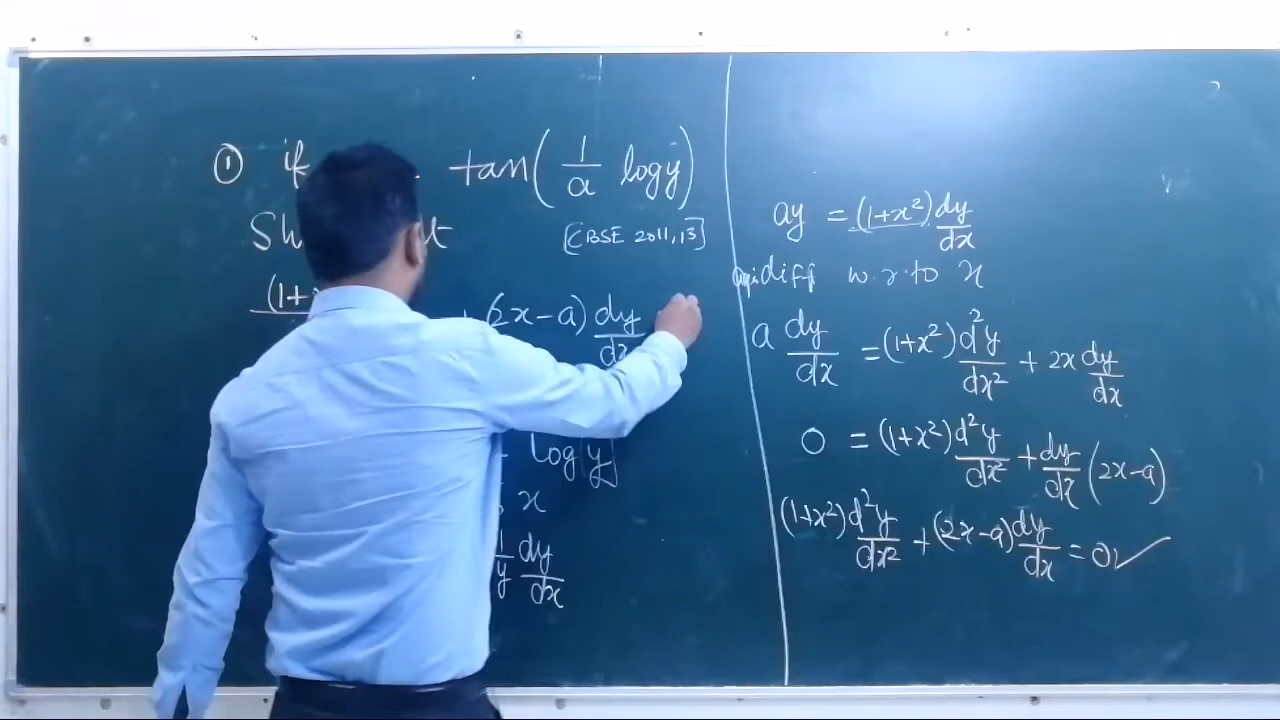 ① if tan(1/a logy)
[CBSE 2011,13]
(1+ + (2x-a) dy/dx
log y
x
1/y dy/dx
ay = (1+x²) dy/dx
diff w.r.to x
a dy/dx = (1+x²) d²y/dx² + 2x dy/dx
0 = (1+x²) d²y/dx² + dy/dx (2x-a)
(1+x²) d²y/dx² + (2x-a) dy/dx = 0 ✓